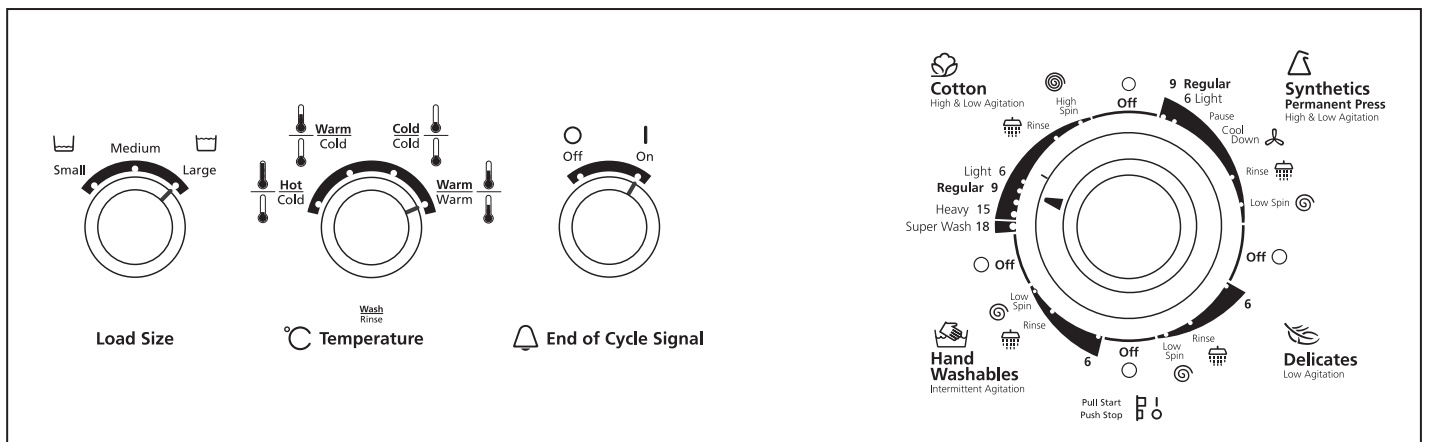 Small
Medium
Large
Load Size
Hot
Cold
Warm
Cold
Cold
Cold
Warm
Warm
Wash
Rinse
°C Temperature
Off
On
End of Cycle Signal
Cotton
High & Low Agitation
Rinse
High
Spin
Off
Light 6
Regular 9
Heavy 15
Super Wash 18
9 Regular
6 Light
Pause
Cool
Down
Rinse
Low Spin
Synthetics
Permanent Press
High & Low Agitation
Off
Off
Low
Spin
Rinse
6
Hand
Washables
Intermittent Agitation
Off
Low
Spin
Rinse
6
Delicates
Low Agitation
Pull Start
Push Stop